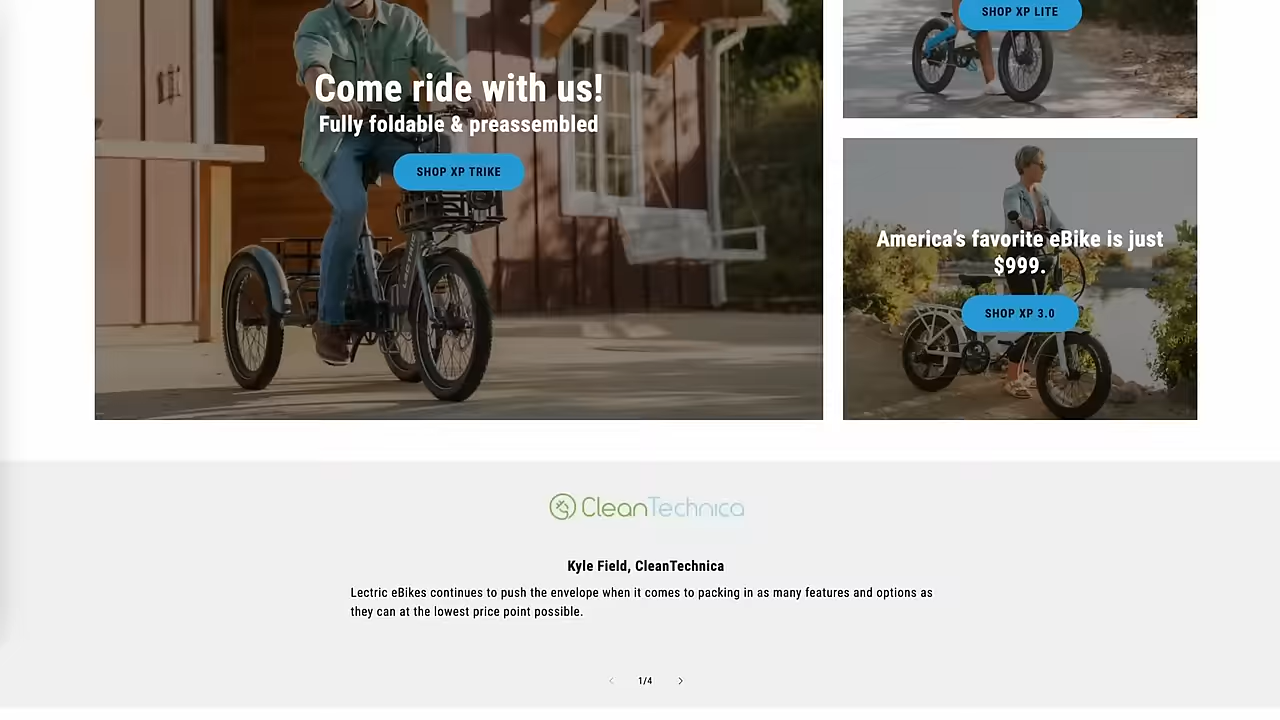 SHOP XP LITE
Come ride with us!
Fully foldable & preassembled
SHOP XP TRIKE
America’s favorite eBike is just
$999.
SHOP XP 3.0
CleanTechnica
Kyle Field, CleanTechnica
Lectric eBikes continues to push the envelope when it comes to packing in as many features and options as
they can at the lowest price point possible.
1/4